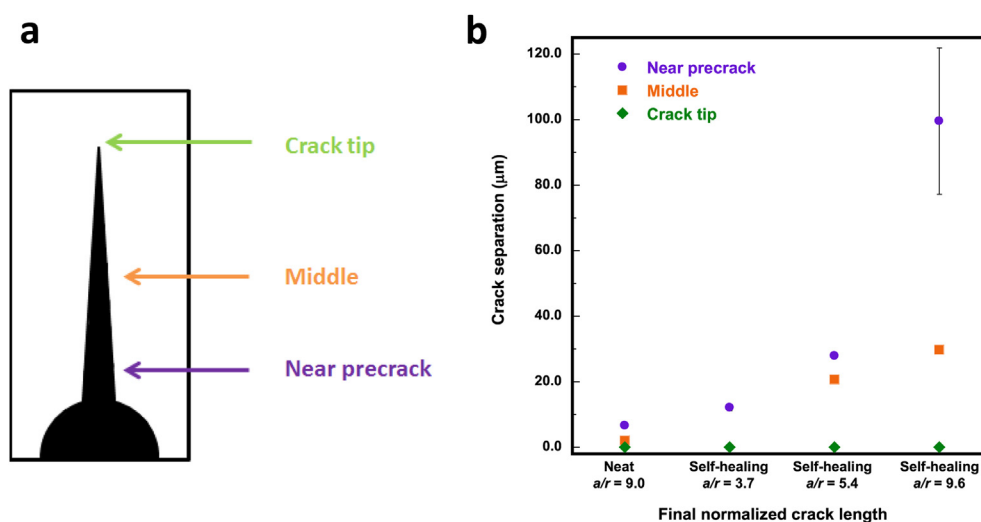 a
Crack tip
Middle
Near precrack
b
Crack separation (μm)
120.0
100.0
80.0
60.0
40.0
20.0
0.0
Near precrack
Middle
Crack tip
Neat Self-healing Self-healing Self-healing
a/r = 9.0 a/r = 3.7 a/r = 5.4 a/r = 9.6
Final normalized crack length